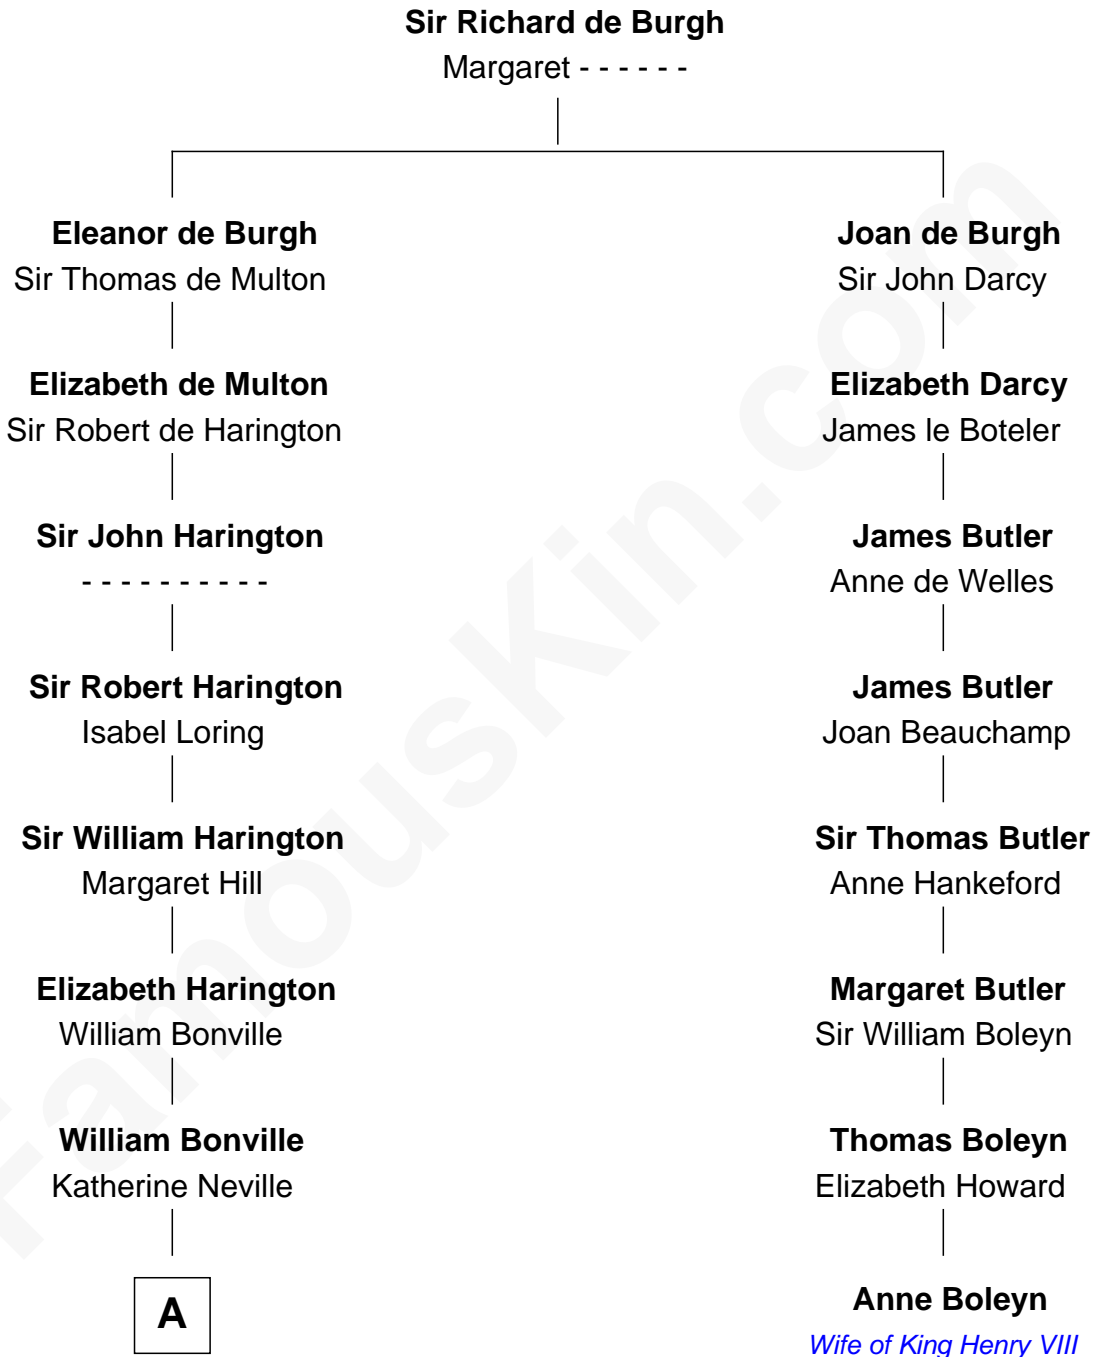 Sir Richard de Burgh
Margaret - - - - - -
Eleanor de Burgh
Sir Thomas de Multon
Joan de Burgh
Sir John Darcy
Elizabeth de Multon
Sir Robert de Harington
Elizabeth Darcy
James le Boteler
Sir John Harington
- - - - - - - - - -
James Butler
Anne de Welles
Sir Robert Harington
Isabel Loring
James Butler
Joan Beauchamp
Sir William Harington
Margaret Hill
Sir Thomas Butler
Anne Hankeford
Elizabeth Harington
William Bonville
Margaret Butler
Sir William Boleyn
William Bonville
Katherine Neville
Thomas Boleyn
Elizabeth Howard
A
Anne Boleyn
Wife of King Henry VIII
FamousKin.com